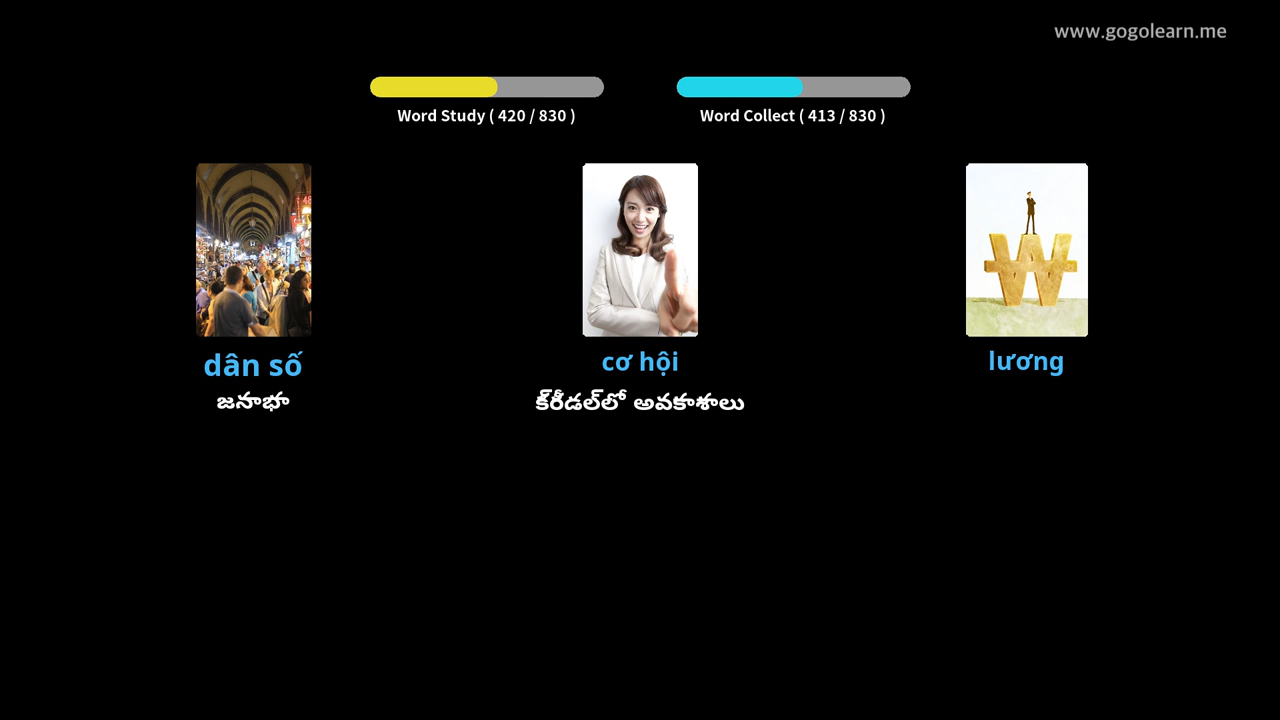 www.gogolearn.me
Word Study ( 420 / 830 )
Word Collect ( 413 / 830 )
dân số
cơ hội
lương
జనాభా
క్రీడల్లో అవకాశాలు